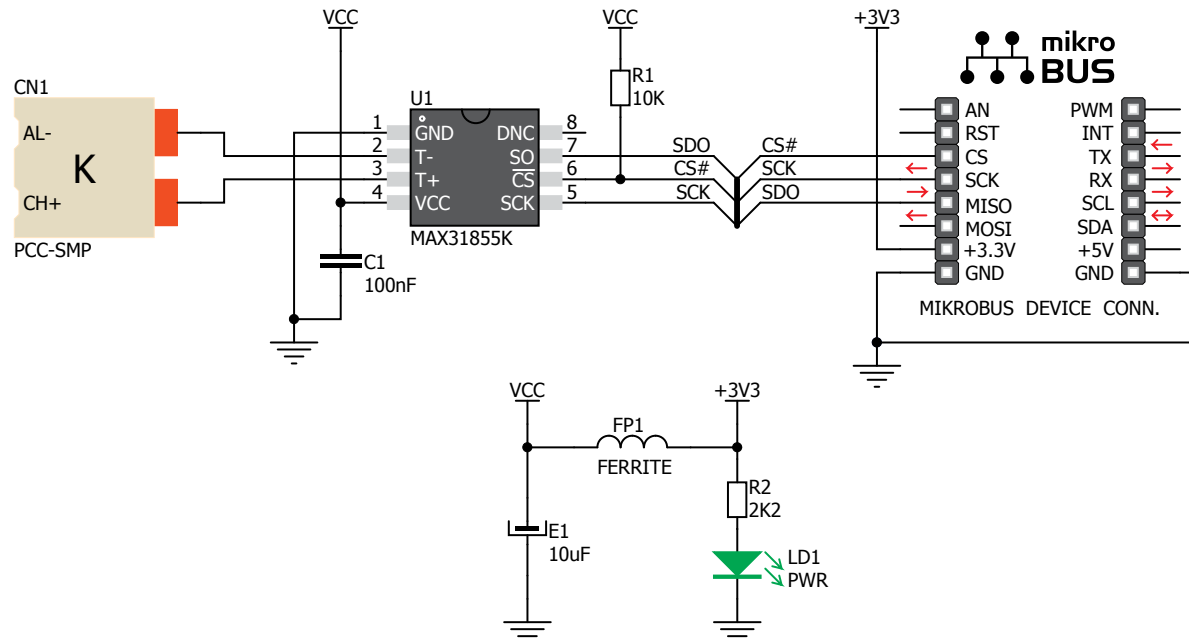 VCC
VCC
+3V3
mikro
BUS
CN1
AL-
K
CH+
PCC-SMP
U1
1
GND
2
T-
3
T+
4
VCC
DNC
8
SO
7
CS
6
SCK
5
MAX31855K
C1
100nF
R1
10K
SDO
CS#
SCK
CS#
SCK
SDO
AN
RST
CS
SCK
MISO
MOSI
+3.3V
GND
PWM
INT
TX
RX
SCL
SDA
+5V
GND
MIKROBUS DEVICE CONN.
VCC
+3V3
FP1
FERRITE
R2
2K2
E1
10uF
LD1
PWR